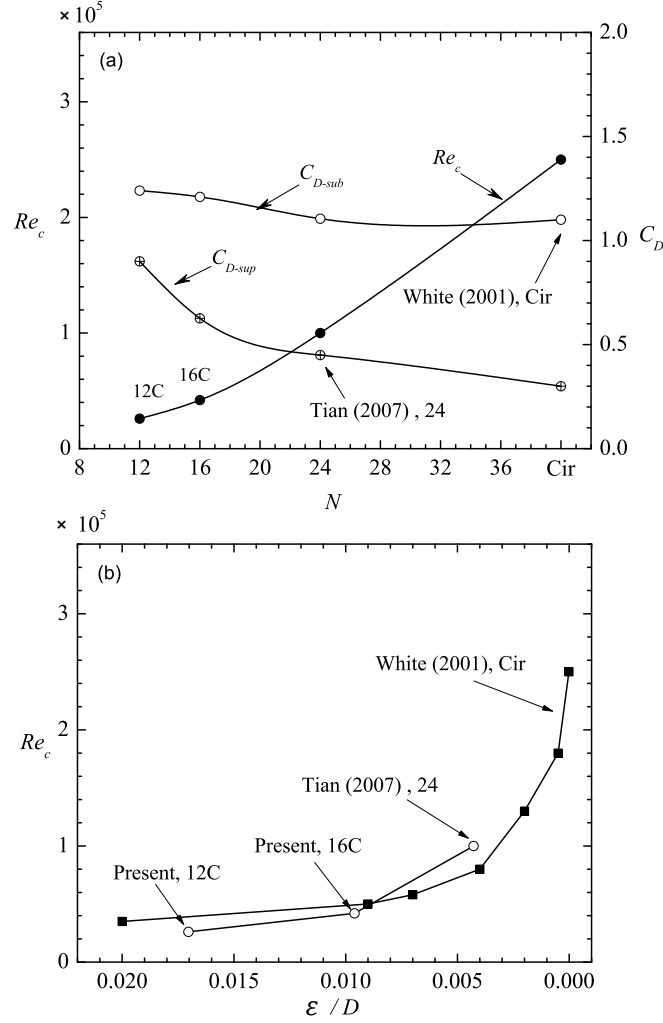 × 10⁵
(a)
2.0
3
1.5
Re_c
C_D-sub
Re_c
2
1.0
C_D
C_D-sup
White (2001), Cir
1
0.5
12C
16C
Tian (2007) , 24
0
0.0
8 12 16 20 24 28 32 36 Cir
N
× 10⁵
(b)
3
White (2001), Cir
Re_c
2
Tian (2007) , 24
Present, 16C
1
Present, 12C
0
0.020 0.015 0.010 0.005 0.000
ε /D